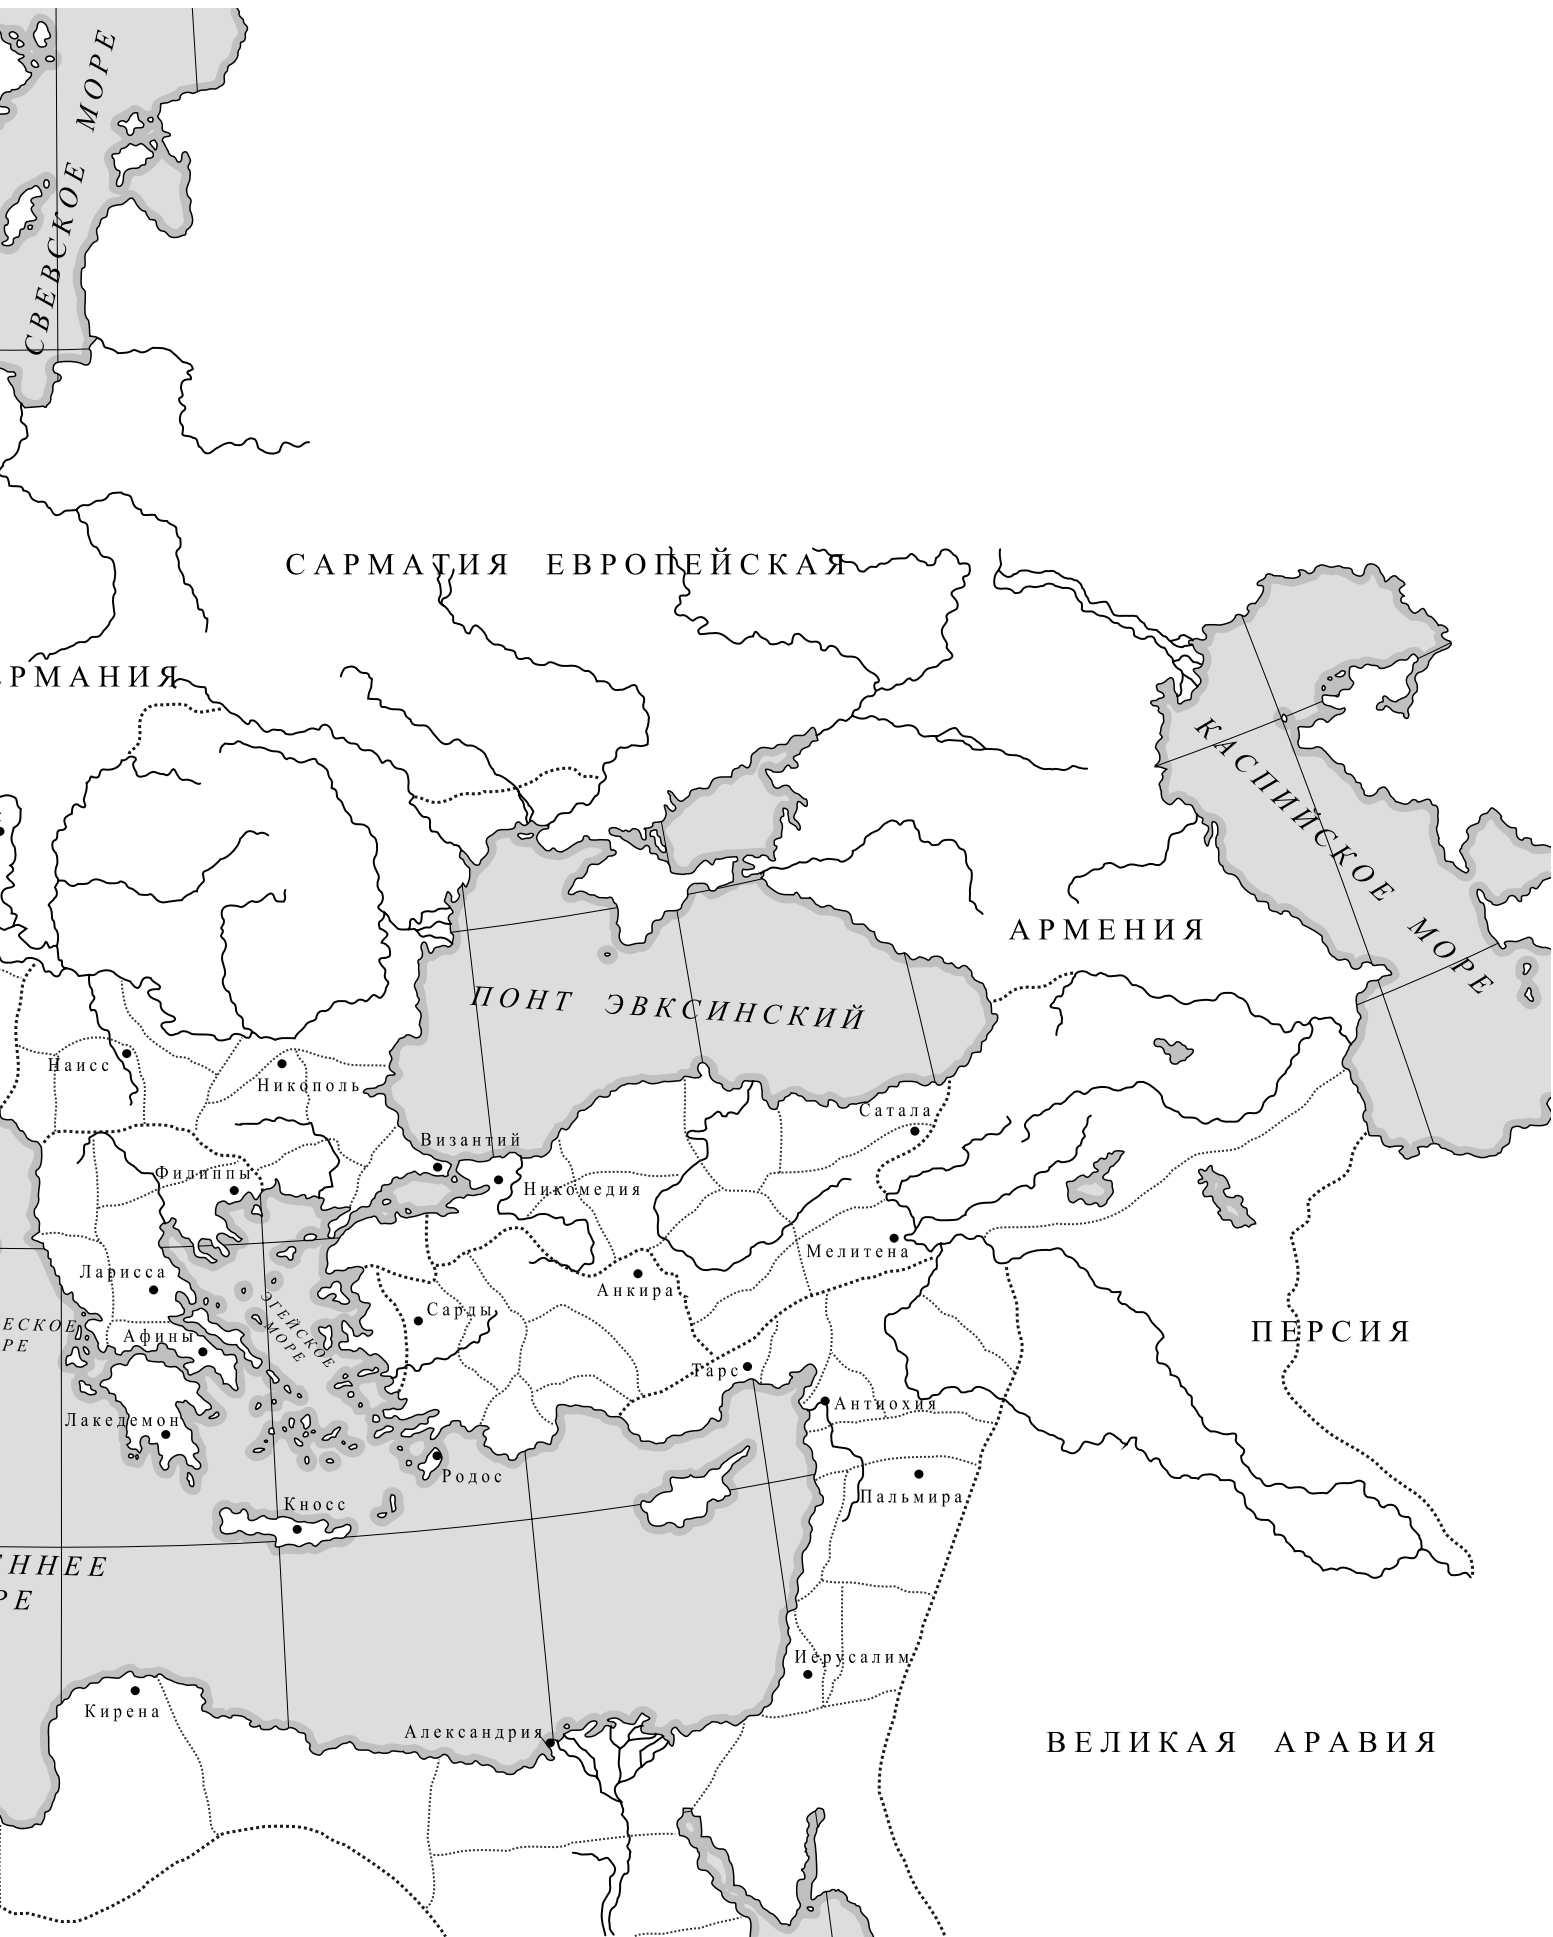 СВЕВСКОЕ МОРЕ
САРМАТИЯ ЕВРОПЕЙСКАЯ
РМАНИЯ
КАСПИЙСКОЕ МОРЕ
АРМЕНИЯ
ПОНТ ЭВКСИНСКИЙ
Наисс
Никополь
Сатала
Византий
Филиппы
Никомедия
Мелитена
Ларисса
Анкира
ЭГЕЙСКОЕ
МОРЕ
Сарды
ЕСКОЕ
РЕ
Афины
ПЕРСИЯ
Тарс
Антиохия
Лакедемон
Родос
Пальмира
Кносс
ННЕЕ
РЕ
Иерусалим
Кирена
Александрия
ВЕЛИКАЯ АРАВИЯ